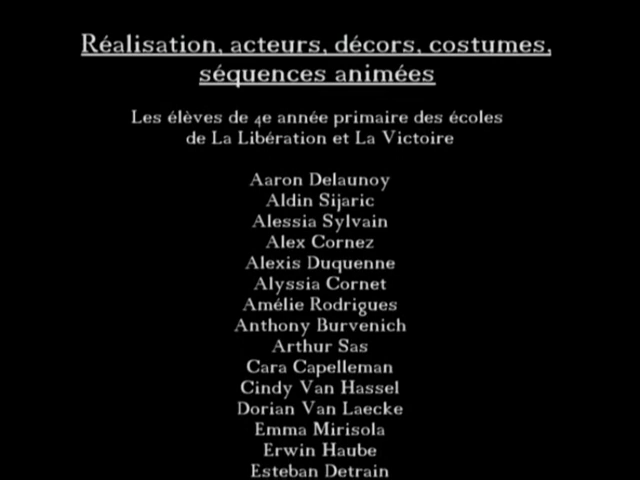 Réalisation, acteurs, décors, costumes,
séquences animées
Les élèves de 4e année primaire des écoles
de La Libération et La Victoire
Aaron Delaunoy
Aldin Sijaric
Alessia Sylvain
Alex Cornez
Alexis Duquenne
Alyssia Cornet
Amélie Rodrigues
Anthony Burvenich
Arthur Sas
Cara Capelleman
Cindy Van Hassel
Dorian Van Laecke
Emma Mirisola
Erwin Haube
Esteban Detrain